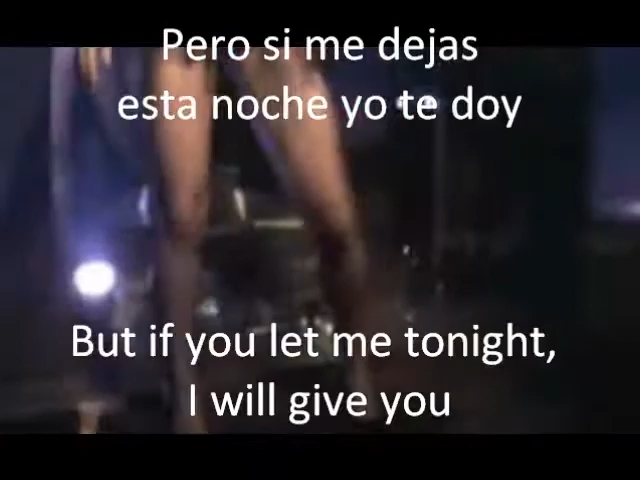 Pero si me dejas
esta noche yo te doy
But if you let me tonight,
I will give you